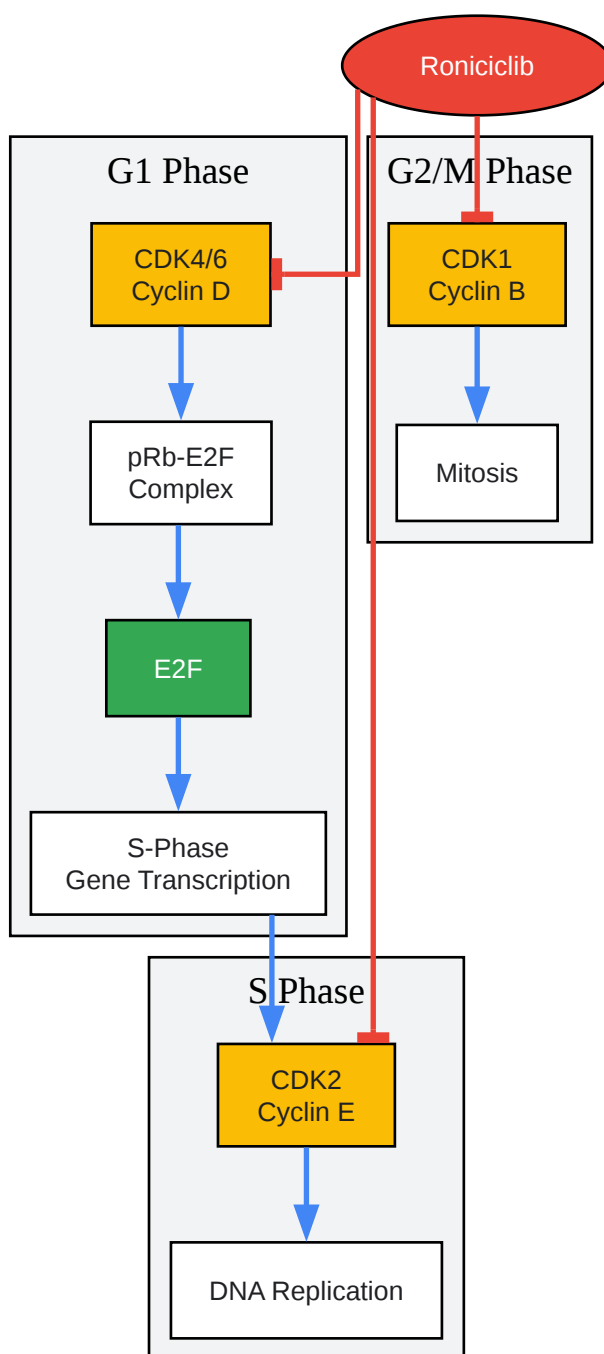 Roniciclib
G1 Phase
G2/M Phase
CDK4/6
Cyclin D
CDK1
Cyclin B
pRb-E2F
Complex
Mitosis
E2F
S-Phase
Gene Transcription
S Phase
CDK2
Cyclin E
DNA Replication